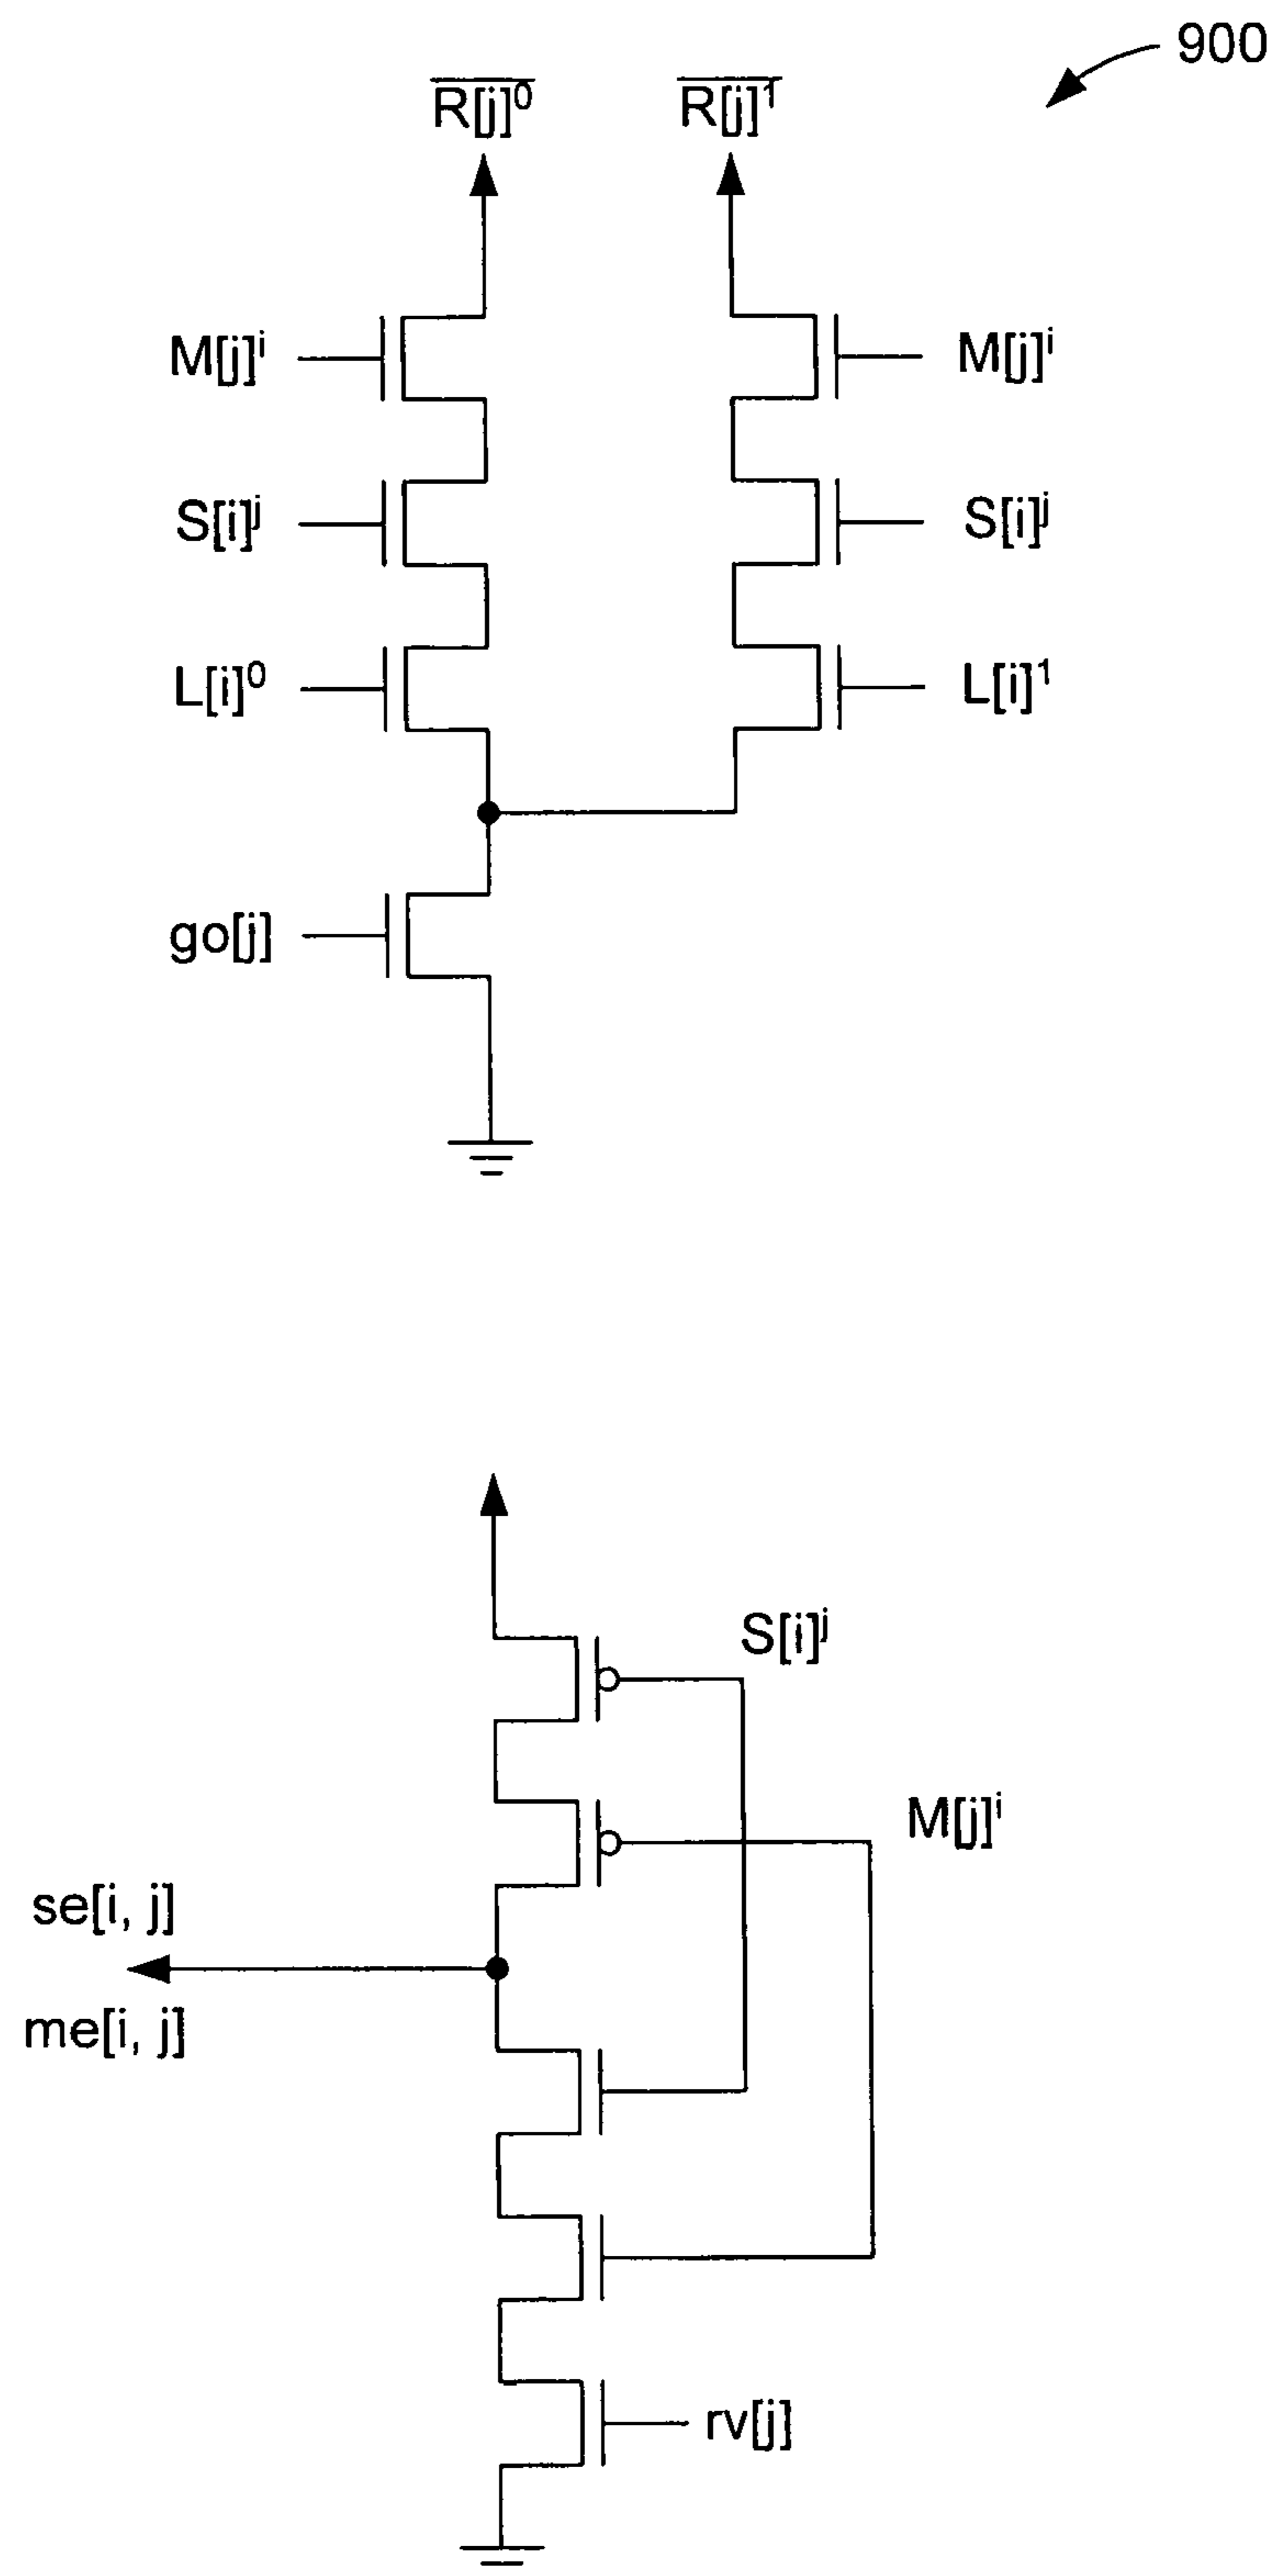 900
R[j]⁰ R[j]¹
M[j]ⁱ M[j]ⁱ
S[i]ʲ S[i]ʲ
L[i]⁰ L[i]¹
go[j]
S[i]ʲ
M[j]ⁱ
se[i, j]
me[i, j]
rv[j]